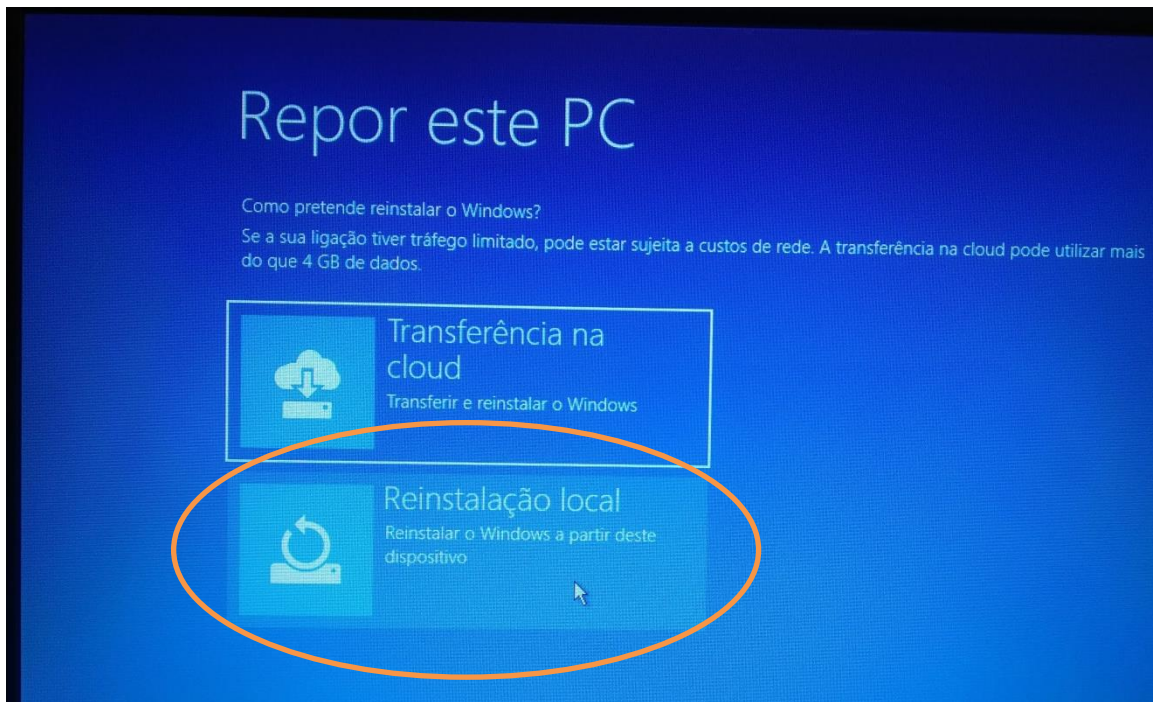 Repor este PC
Como pretende reinstalar o Windows?
Se a sua ligação tiver tráfego limitado, pode estar sujeita a custos de rede. A transferência na cloud pode utilizar mais
do que 4 GB de dados.
Transferência na
cloud
Transferir e reinstalar o Windows
Reinstalação local
Reinstalar o Windows a partir deste
dispositivo